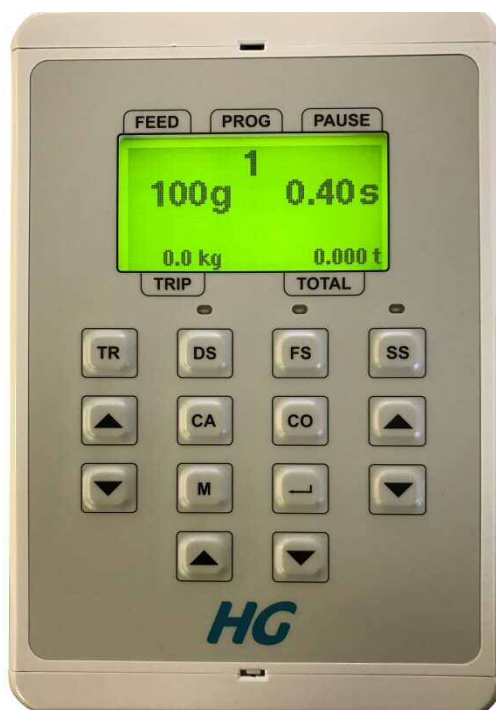 FEED PROG PAUSE
1
100g 0.40s
0.0 kg 0.000 t
TRIP TOTAL
TR DS FS SS
CA CO
M
HG